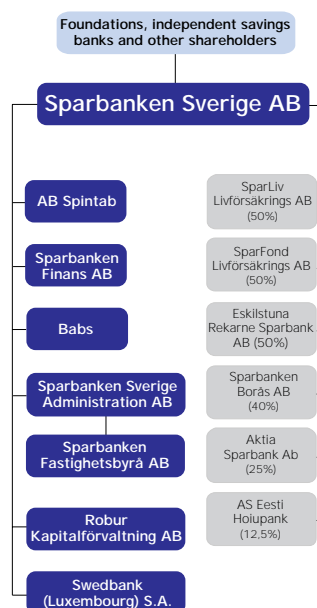 Foundations, independent savings
banks and other shareholders
Sparbanken Sverige AB
AB Spintab
Sparbanken
Finans AB
Babs
Sparbanken Sverige
Administration AB
Sparbanken
Fastighetsbyrå AB
Robur
Kapitalförvaltning AB
Swedbank
(Luxembourg) S.A.
SparLiv
Livförsäkrings AB
(50%)
SparFond
Livförsäkrings AB
(50%)
Eskilstuna
Rekarne Sparbank
AB (50%)
Sparbanken
Borås AB
(40%)
Aktia
Sparbank Ab
(25%)
AS Eesti
Hoiupank
(12,5%)